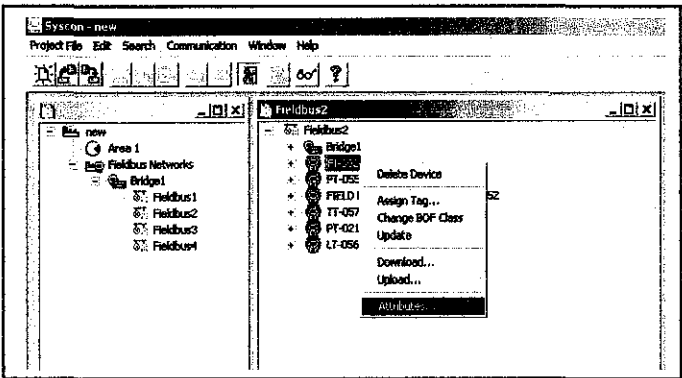 Syscon - new
Project File Edit Search Communication Window Help
Fieldbus2
new
Area 1
Fieldbus Networks
Bridge1
Fieldbus1
Fieldbus2
Fieldbus3
Fieldbus4
Fieldbus2
Bridge1
PT-055
FIELD
52
TT-057
PT-021
LT-056
Delete Device
Assign Tag...
Change BOF Class
Update
Download...
Upload...
Attributes...